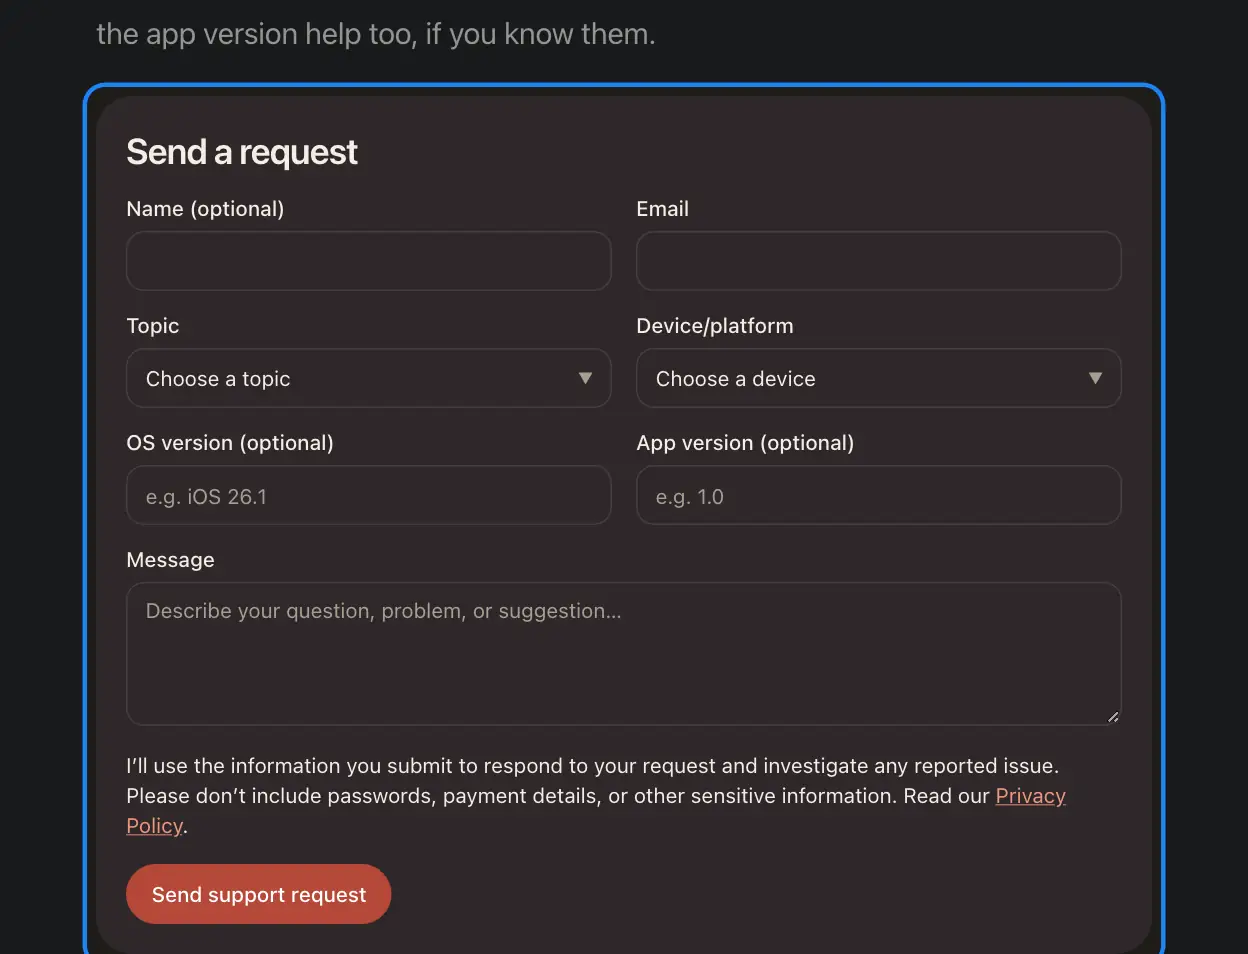 the app version help too, if you know them.
Send a request
Name (optional)
Email
Topic
Device/platform
Choose a topic
Choose a device
OS version (optional)
App version (optional)
e.g. iOS 26.1
e.g. 1.0
Message
Describe your question, problem, or suggestion...
I’ll use the information you submit to respond to your request and investigate any reported issue.
Please don’t include passwords, payment details, or other sensitive information. Read our Privacy
Policy.
Send support request